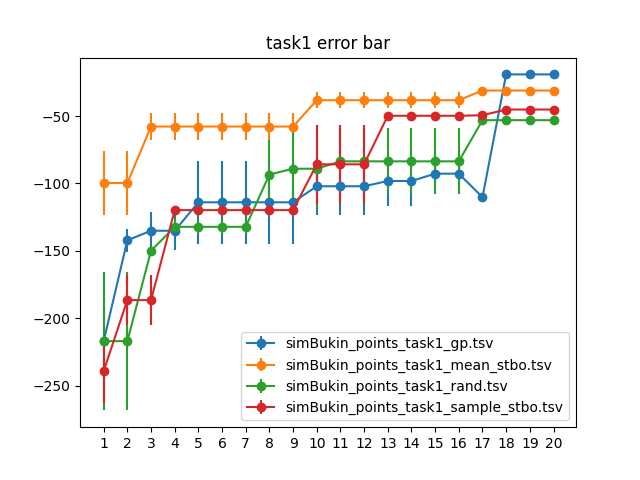 task1 error bar
−50
−100
−150
−200
−250
simBukin_points_task1_gp.tsv
simBukin_points_task1_mean_stbo.tsv
simBukin_points_task1_rand.tsv
simBukin_points_task1_sample_stbo.tsv
1 2 3 4 5 6 7 8 9 10 11 12 13 14 15 16 17 18 19 20